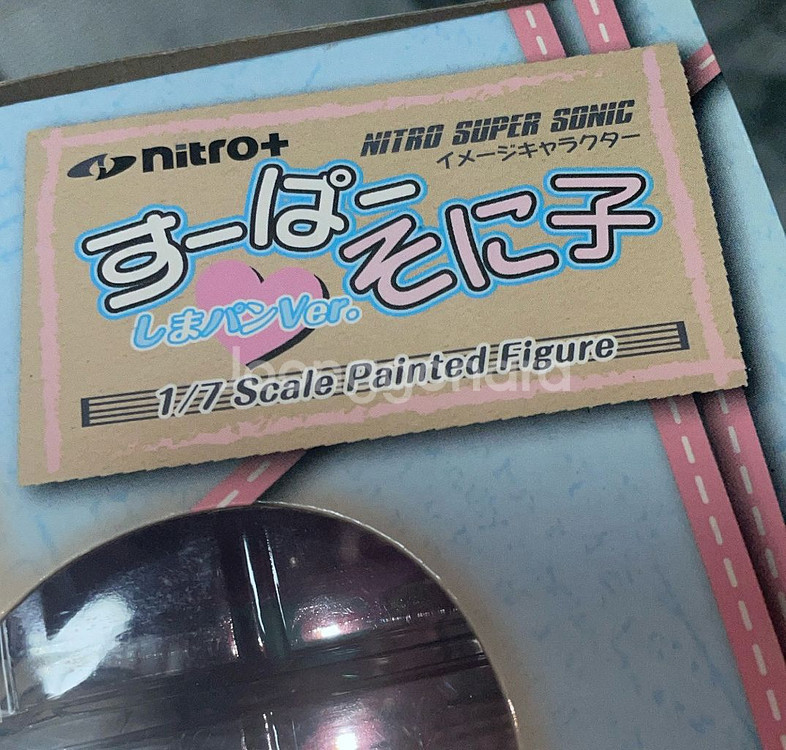 nitro+
NITRO SUPER SONIC
イメージキャラクター
すーぱーそに子
しまパンVer.
1/7 Scale Painted Figure